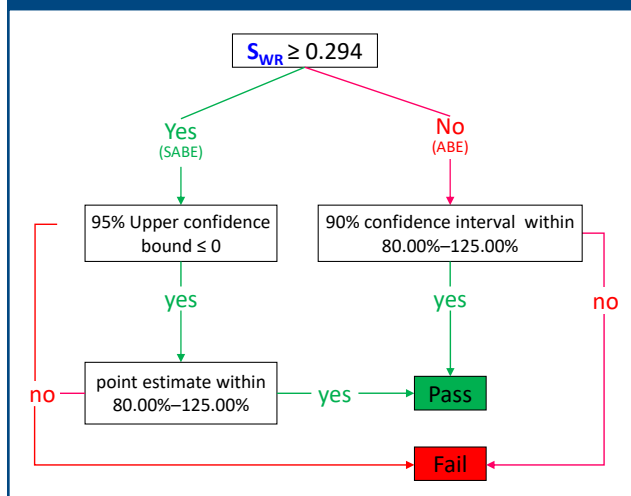 S_WR ≥ 0.294
Yes
(SABE)
No
(ABE)
95% Upper confidence
bound ≤ 0
90% confidence interval within
80.00%–125.00%
yes
yes
no
no
point estimate within
80.00%–125.00%
yes
Pass
Fail